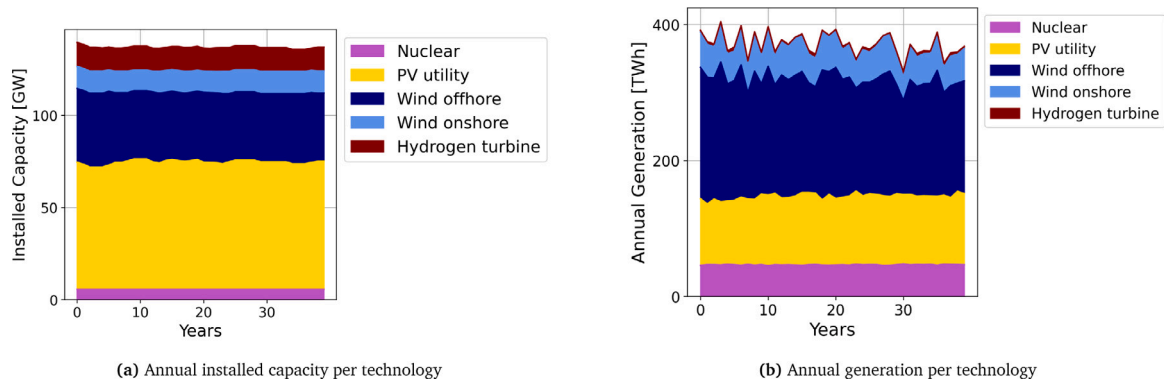 Installed Capacity [GW]
100
50
0
0 10 20 30
Years
Nuclear
PV utility
Wind offhore
Wind onshore
Hydrogen turbine
(a) Annual installed capacity per technology
Annual Generation [TWh]
400
200
0
0 10 20 30
Years
Nuclear
PV utility
Wind offhore
Wind onshore
Hydrogen turbine
(b) Annual generation per technology